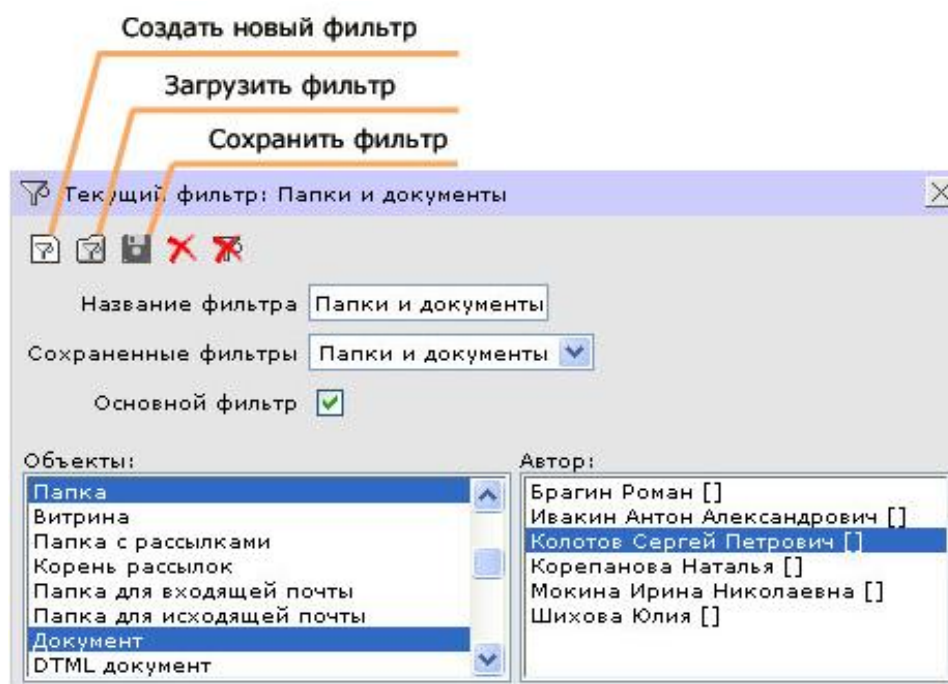 Создать новый фильтр
Загрузить фильтр
Сохранить фильтр
Текущий фильтр: Папки и документы
Название фильтра Папки и документы
Сохраненные фильтры Папки и документы
Основной фильтр
Объекты: Автор:
Папка Брагин Роман []
Витрина Ивакин Антон Александрович []
Папка с рассылками Колотов Сергей Петрович []
Корень рассылок Корепанова Наталья []
Папка для входящей почты Мокина Ирина Николаевна []
Папка для исходящей почты Шихова Юлия []
Документ
DTML документ